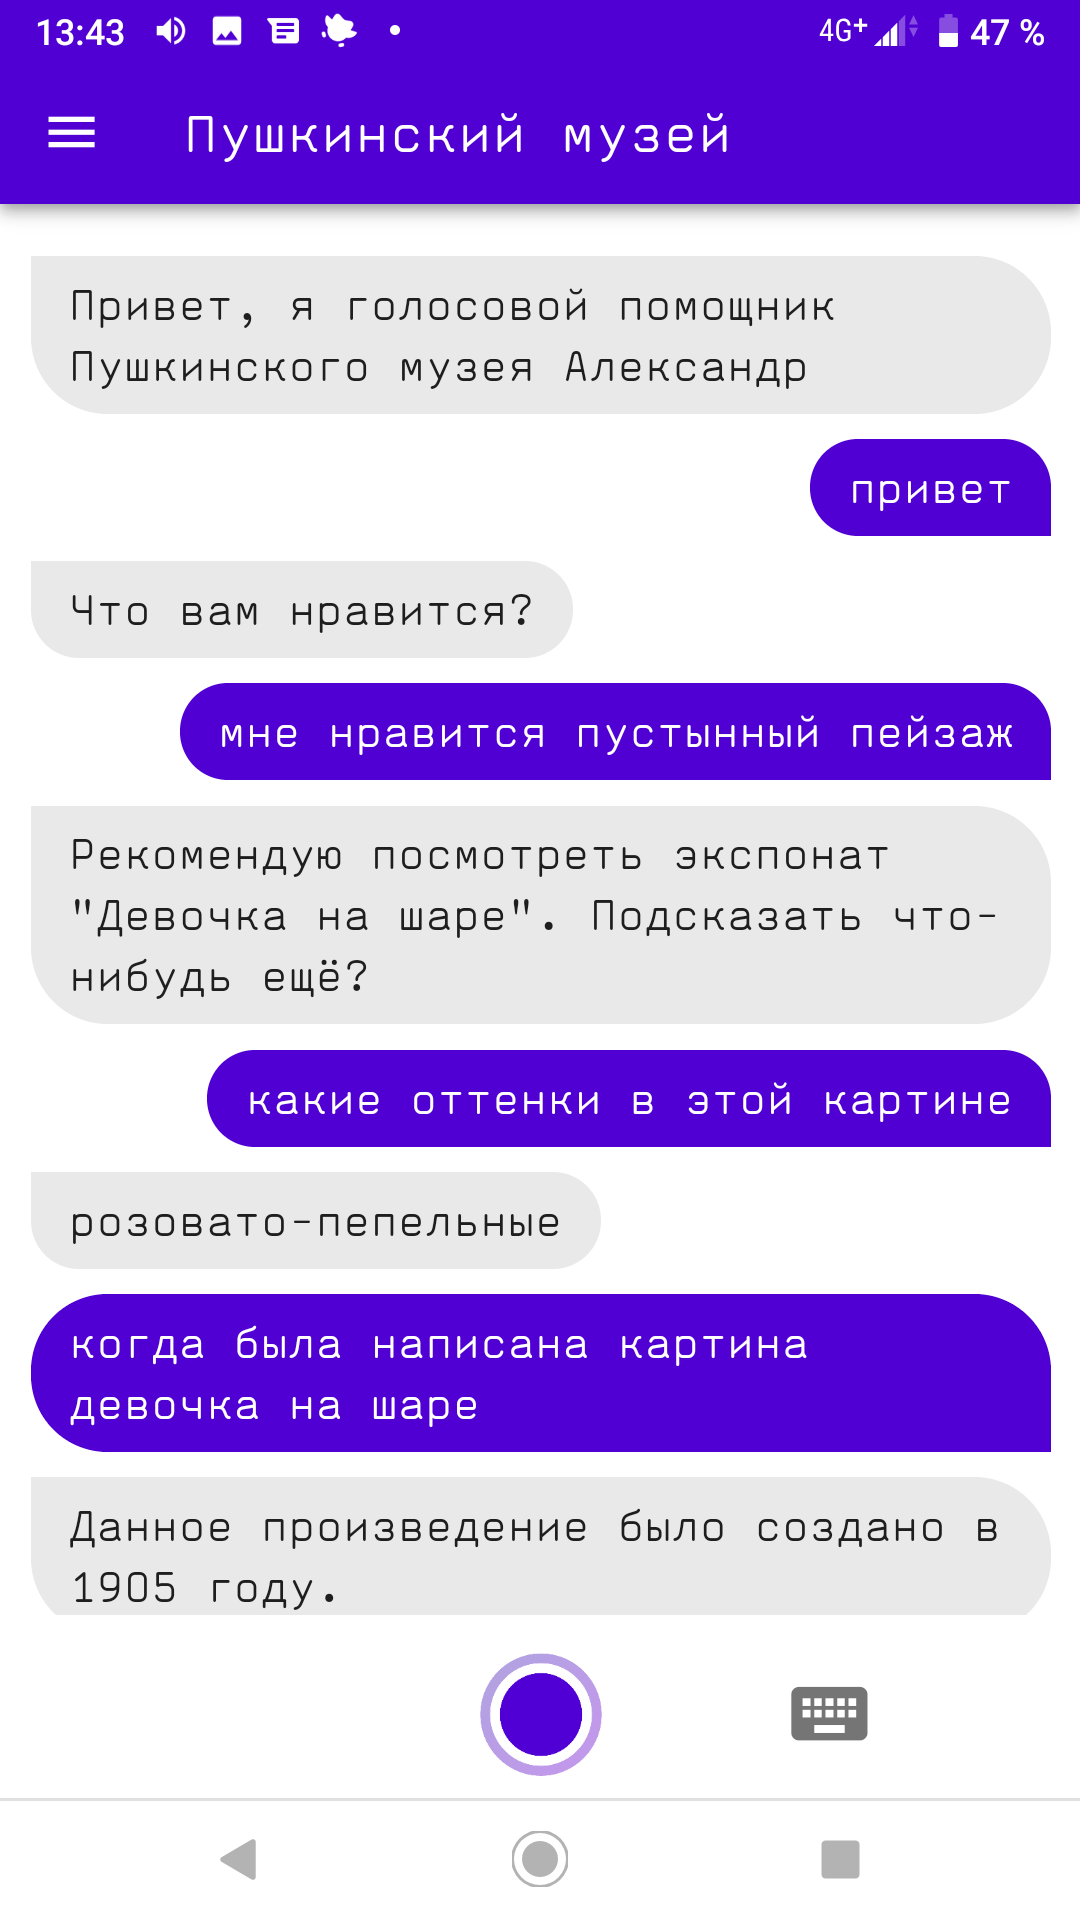 13:43 4G+ 47 %
Пушкинский музей
Привет, я голосовой помощник
Пушкинского музея Александр
привет
Что вам нравится?
мне нравится пустынный пейзаж
Рекомендую посмотреть экспонат
"Девочка на шаре". Подсказать что-
нибудь ещё?
какие оттенки в этой картине
розовато-пепельные
когда была написана картина
девочка на шаре
Данное произведение было создано в
1905 году.